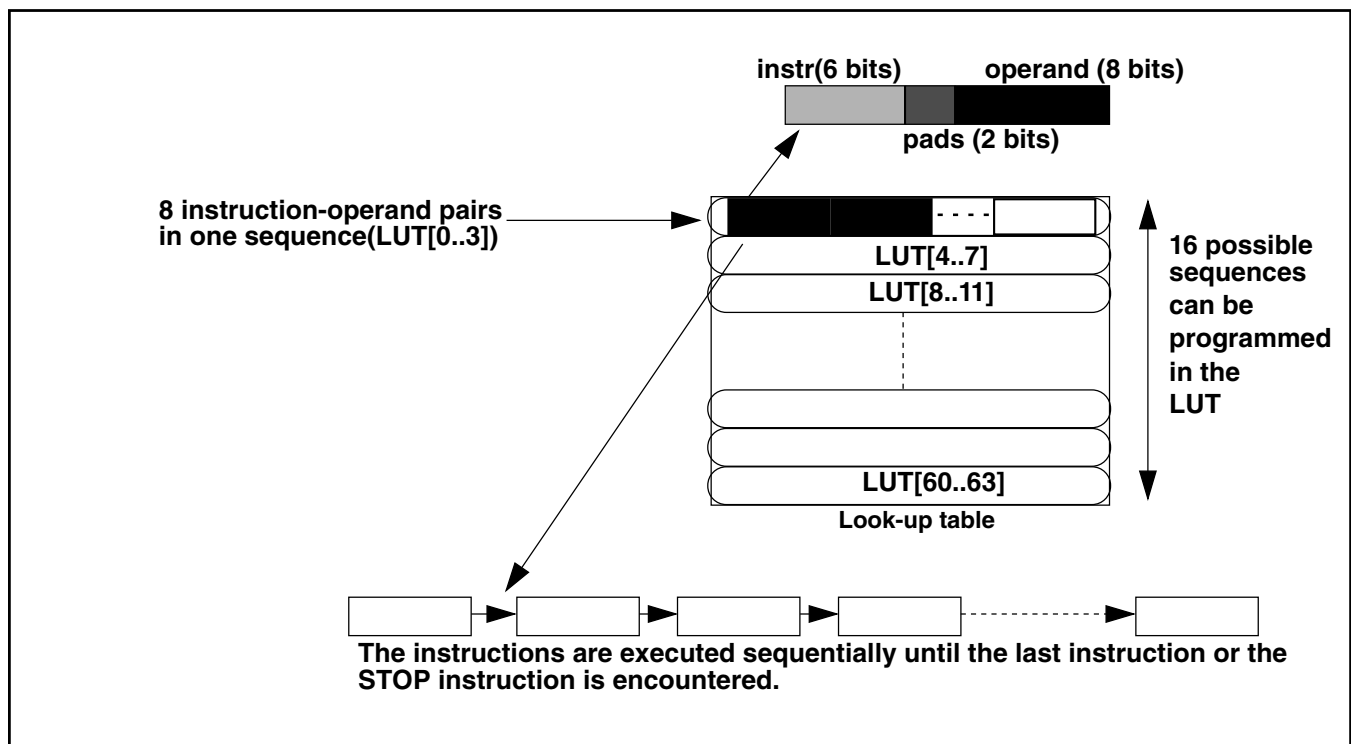 instr(6 bits)
operand (8 bits)
pads (2 bits)
8 instruction-operand pairs
in one sequence(LUT[0..3])
LUT[4..7]
LUT[8..11]
16 possible
sequences
can be
programmed
in the
LUT
LUT[60..63]
Look-up table
The instructions are executed sequentially until the last instruction or the
STOP instruction is encountered.